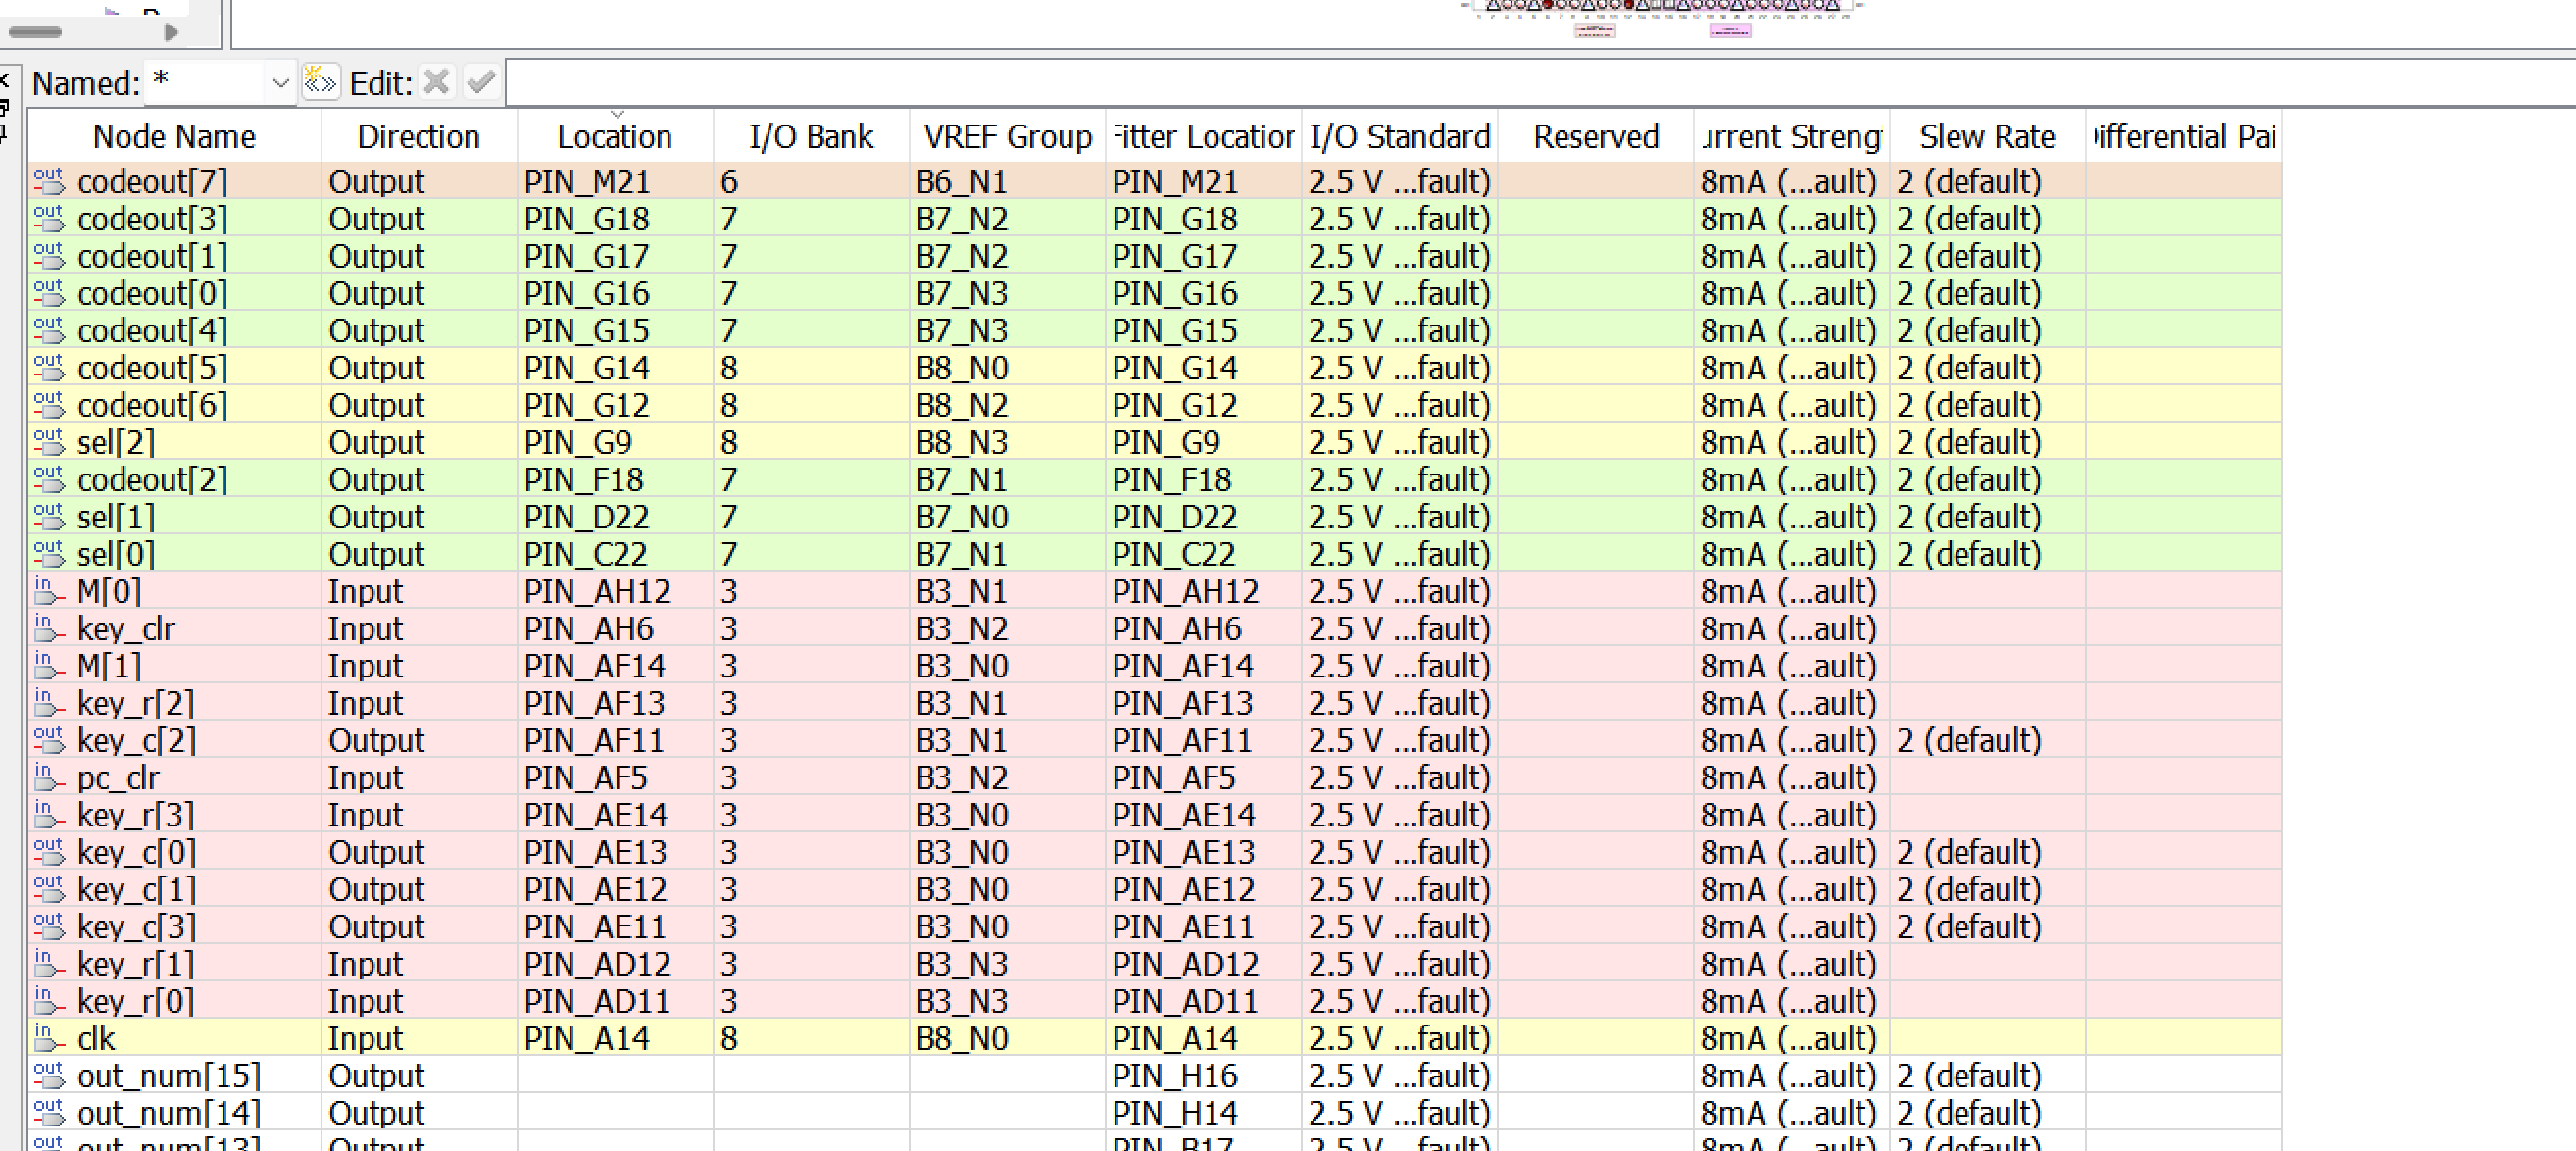 Named: * Edit:
Node Name Direction Location I/O Bank VREF Group Fitter Location I/O Standard Reserved urrent Strengt Slew Rate Differential Pai
out codeout[7] Output PIN_M21 6 B6_N1 PIN_M21 2.5 V ...fault) 8mA (...ault) 2 (default)
out codeout[3] Output PIN_G18 7 B7_N2 PIN_G18 2.5 V ...fault) 8mA (...ault) 2 (default)
out codeout[1] Output PIN_G17 7 B7_N2 PIN_G17 2.5 V ...fault) 8mA (...ault) 2 (default)
out codeout[0] Output PIN_G16 7 B7_N3 PIN_G16 2.5 V ...fault) 8mA (...ault) 2 (default)
out codeout[4] Output PIN_G15 7 B7_N3 PIN_G15 2.5 V ...fault) 8mA (...ault) 2 (default)
out codeout[5] Output PIN_G14 8 B8_N0 PIN_G14 2.5 V ...fault) 8mA (...ault) 2 (default)
out codeout[6] Output PIN_G12 8 B8_N2 PIN_G12 2.5 V ...fault) 8mA (...ault) 2 (default)
out sel[2] Output PIN_G9 8 B8_N3 PIN_G9 2.5 V ...fault) 8mA (...ault) 2 (default)
out codeout[2] Output PIN_F18 7 B7_N1 PIN_F18 2.5 V ...fault) 8mA (...ault) 2 (default)
out sel[1] Output PIN_D22 7 B7_N0 PIN_D22 2.5 V ...fault) 8mA (...ault) 2 (default)
out sel[0] Output PIN_C22 7 B7_N1 PIN_C22 2.5 V ...fault) 8mA (...ault) 2 (default)
in M[0] Input PIN_AH12 3 B3_N1 PIN_AH12 2.5 V ...fault) 8mA (...ault)
in key_clr Input PIN_AH6 3 B3_N2 PIN_AH6 2.5 V ...fault) 8mA (...ault)
in M[1] Input PIN_AF14 3 B3_N0 PIN_AF14 2.5 V ...fault) 8mA (...ault)
in key_r[2] Input PIN_AF13 3 B3_N1 PIN_AF13 2.5 V ...fault) 8mA (...ault)
out key_c[2] Output PIN_AF11 3 B3_N1 PIN_AF11 2.5 V ...fault) 8mA (...ault) 2 (default)
in pc_clr Input PIN_AF5 3 B3_N2 PIN_AF5 2.5 V ...fault) 8mA (...ault)
in key_r[3] Input PIN_AE14 3 B3_N0 PIN_AE14 2.5 V ...fault) 8mA (...ault)
out key_c[0] Output PIN_AE13 3 B3_N0 PIN_AE13 2.5 V ...fault) 8mA (...ault) 2 (default)
out key_c[1] Output PIN_AE12 3 B3_N0 PIN_AE12 2.5 V ...fault) 8mA (...ault) 2 (default)
out key_c[3] Output PIN_AE11 3 B3_N0 PIN_AE11 2.5 V ...fault) 8mA (...ault) 2 (default)
in key_r[1] Input PIN_AD12 3 B3_N3 PIN_AD12 2.5 V ...fault) 8mA (...ault)
in key_r[0] Input PIN_AD11 3 B3_N3 PIN_AD11 2.5 V ...fault) 8mA (...ault)
in clk Input PIN_A14 8 B8_N0 PIN_A14 2.5 V ...fault) 8mA (...ault)
out out_num[15] Output PIN_H16 2.5 V ...fault) 8mA (...ault) 2 (default)
out out_num[14] Output PIN_H14 2.5 V ...fault) 8mA (...ault) 2 (default)
out out_num[13] Output PIN_B17 2.5 V ...fault) 8mA (...ault) 2 (default)